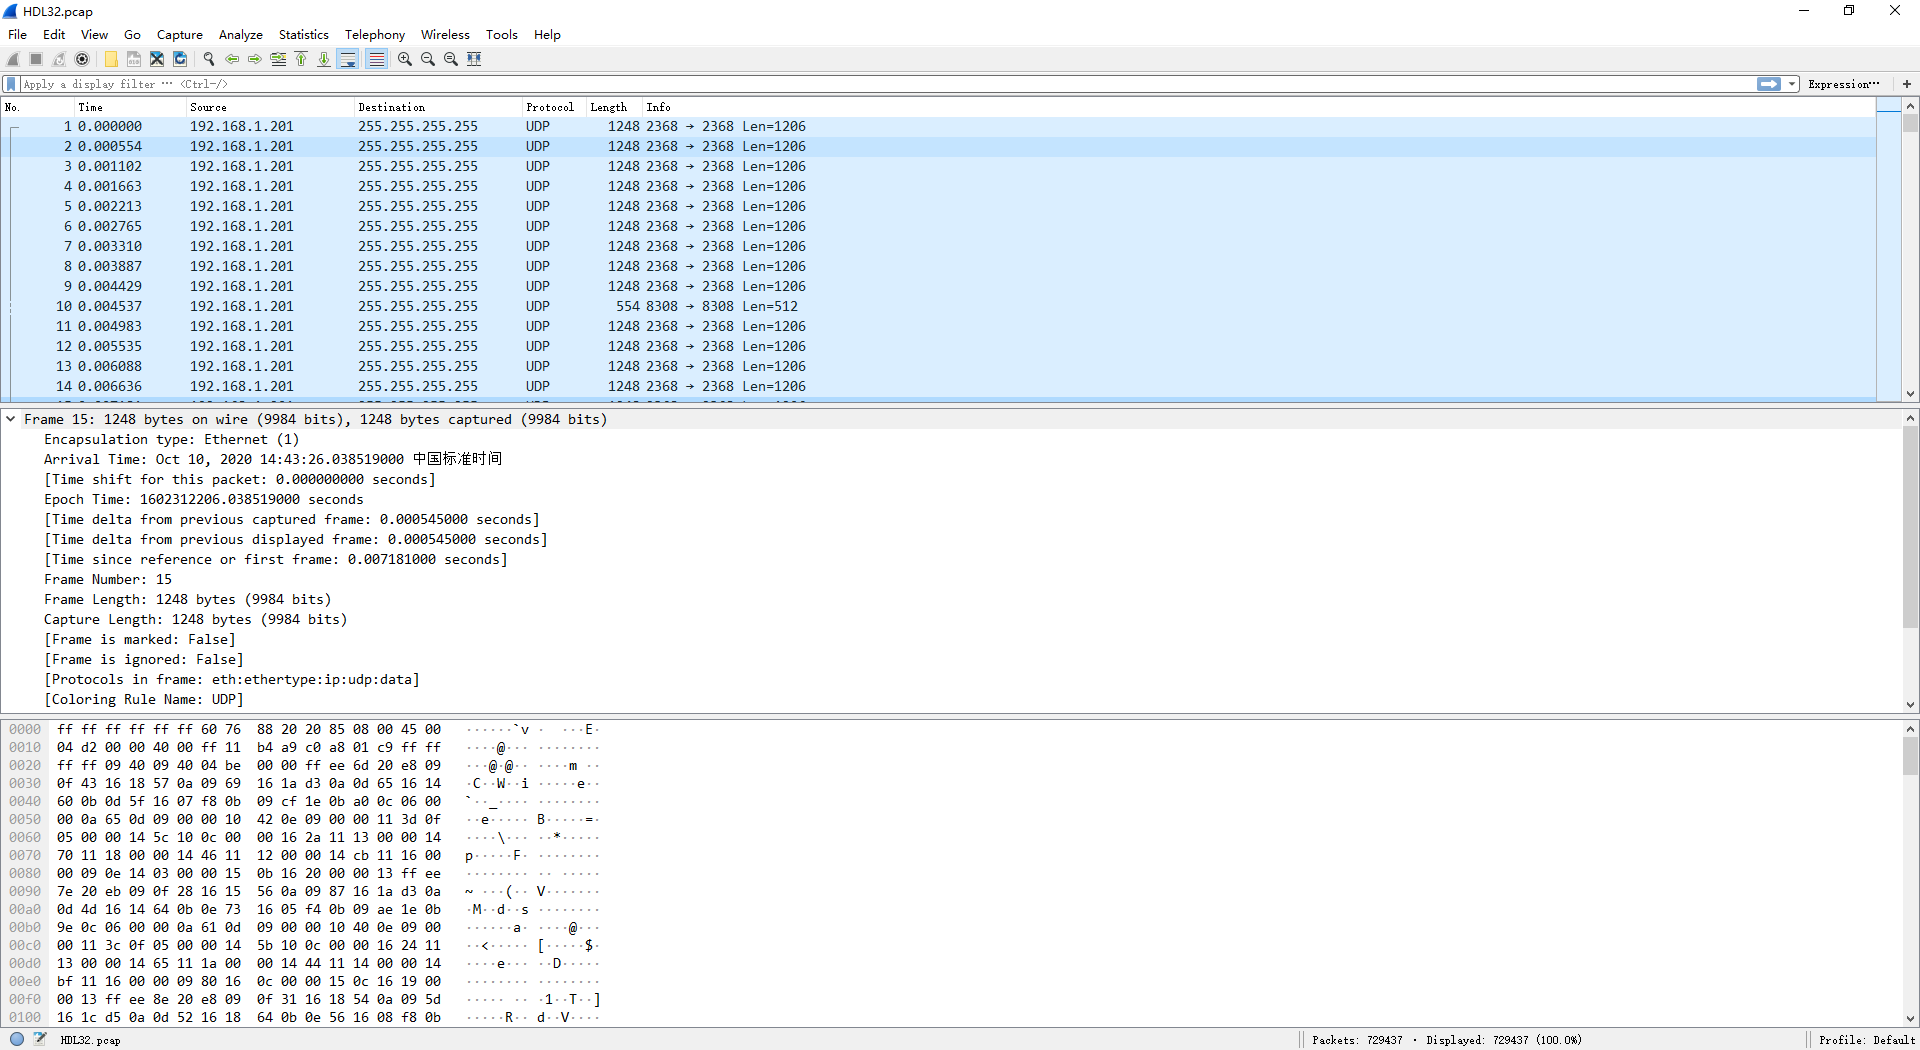 HDL32.pcap
File Edit View Go Capture Analyze Statistics Telephony Wireless Tools Help
Apply a display filter ··· <Ctrl-/>
Expression···
No. Time Source Destination Protocol Length Info
1 0.000000 192.168.1.201 255.255.255.255 UDP 1248 2368 → 2368 Len=1206
2 0.000554 192.168.1.201 255.255.255.255 UDP 1248 2368 → 2368 Len=1206
3 0.001102 192.168.1.201 255.255.255.255 UDP 1248 2368 → 2368 Len=1206
4 0.001663 192.168.1.201 255.255.255.255 UDP 1248 2368 → 2368 Len=1206
5 0.002213 192.168.1.201 255.255.255.255 UDP 1248 2368 → 2368 Len=1206
6 0.002765 192.168.1.201 255.255.255.255 UDP 1248 2368 → 2368 Len=1206
7 0.003310 192.168.1.201 255.255.255.255 UDP 1248 2368 → 2368 Len=1206
8 0.003887 192.168.1.201 255.255.255.255 UDP 1248 2368 → 2368 Len=1206
9 0.004429 192.168.1.201 255.255.255.255 UDP 1248 2368 → 2368 Len=1206
10 0.004537 192.168.1.201 255.255.255.255 UDP 554 8308 → 8308 Len=512
11 0.004983 192.168.1.201 255.255.255.255 UDP 1248 2368 → 2368 Len=1206
12 0.005535 192.168.1.201 255.255.255.255 UDP 1248 2368 → 2368 Len=1206
13 0.006088 192.168.1.201 255.255.255.255 UDP 1248 2368 → 2368 Len=1206
14 0.006636 192.168.1.201 255.255.255.255 UDP 1248 2368 → 2368 Len=1206
Frame 15: 1248 bytes on wire (9984 bits), 1248 bytes captured (9984 bits)
Encapsulation type: Ethernet (1)
Arrival Time: Oct 10, 2020 14:43:26.038519000 中国标准时间
[Time shift for this packet: 0.000000000 seconds]
Epoch Time: 1602312206.038519000 seconds
[Time delta from previous captured frame: 0.000545000 seconds]
[Time delta from previous displayed frame: 0.000545000 seconds]
[Time since reference or first frame: 0.007181000 seconds]
Frame Number: 15
Frame Length: 1248 bytes (9984 bits)
Capture Length: 1248 bytes (9984 bits)
[Frame is marked: False]
[Frame is ignored: False]
[Protocols in frame: eth:ethertype:ip:udp:data]
[Coloring Rule Name: UDP]
0000 ff ff ff ff ff ff 60 76 88 20 20 85 08 00 45 00 ······`v ·  ···E·
0010 04 d2 00 00 40 00 ff 11 b4 a9 c0 a8 01 c9 ff ff ····@··· ········
0020 ff ff 09 40 09 40 04 be 00 00 ff ee 6d 20 e8 09 ···@·@·· ····m ··
0030 0f 43 16 18 57 0a 09 69 16 1a d3 0a 0d 65 16 14 ·C··W··i ·····e··
0040 60 0b 0d 5f 16 07 f8 0b 09 cf 1e 0b a0 0c 06 00 `··_···· ········
0050 00 0a 65 0d 09 00 00 10 42 0e 09 00 00 11 3d 0f ··e····· B·····=·
0060 05 00 00 14 5c 10 0c 00 00 16 2a 11 13 00 00 14 ····\··· ··*·····
0070 70 11 18 00 00 14 46 11 12 00 00 14 cb 11 16 00 p·····F· ········
0080 00 09 0e 14 03 00 00 15 0b 16 20 00 00 13 ff ee ········ ·· ·····
0090 7e 20 eb 09 0f 28 16 15 56 0a 09 87 16 1a d3 0a ~ ···(·· V·······
00a0 0d 4d 16 14 64 0b 0e 73 16 05 f4 0b 09 ae 1e 0b ·M··d··s ········
00b0 9e 0c 06 00 00 0a 61 0d 09 00 00 10 40 0e 09 00 ······a· ····@···
00c0 00 11 3c 0f 05 00 00 14 5b 10 0c 00 00 16 24 11 ··<····· [·····$·
00d0 13 00 00 14 65 11 1a 00 00 14 44 11 14 00 00 14 ····e··· ··D·····
00e0 bf 11 16 00 00 09 80 16 0c 00 00 15 0c 16 19 00 ········ ········
00f0 00 13 ff ee 8e 20 e8 09 0f 31 16 18 54 0a 09 5d ····· ·· ·1··T··]
0100 16 1c d5 0a 0d 52 16 18 64 0b 0e 56 16 08 f8 0b ·····R·· d··V····
HDL32.pcap
Packets: 729437 · Displayed: 729437 (100.0%)
Profile: Default